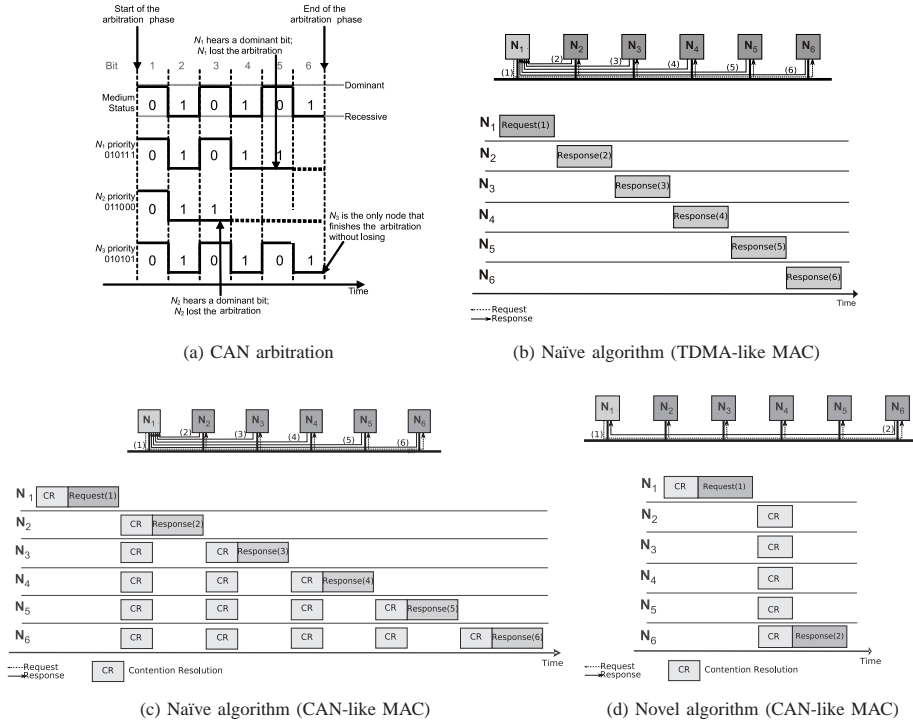 Start of the
arbitration phase
End of the
arbitration phase
N1 hears a dominant bit;
N1 lost the arbitration
Bit 1 2 3 4 5 6
Dominant
Medium
Status
0 1 0 1 0 1
Recessive
N1 priority
010111
0 1 0 1 1
N2 priority
011000
0 1 1
N3 is the only node that
finishes the arbitration
without losing
N3 priority
010101
0 1 0 1 0 1
Time
N2 hears a dominant bit;
N2 lost the arbitration
(a) CAN arbitration
N1 N2 N3 N4 N5 N6
(1) (2) (3) (4) (5) (6)
N1 Request(1)
N2 Response(2)
N3 Response(3)
N4 Response(4)
N5 Response(5)
N6 Response(6)
Time
Request
Response
(b) Naïve algorithm (TDMA-like MAC)
N1 N2 N3 N4 N5 N6
(1) (2) (3) (4) (5) (6)
N1 CR Request(1)
N2 CR Response(2)
N3 CR CR Response(3)
N4 CR CR CR Response(4)
N5 CR CR CR CR Response(5)
N6 CR CR CR CR CR Response(6)
Time
Request
Response
CR Contention Resolution
(c) Naïve algorithm (CAN-like MAC)
N1 N2 N3 N4 N5 N6
(1) (2)
N1 CR Request(1)
N2 CR
N3 CR
N4 CR
N5 CR
N6 CR Response(2)
Time
Request
Response
CR Contention Resolution
(d) Novel algorithm (CAN-like MAC)